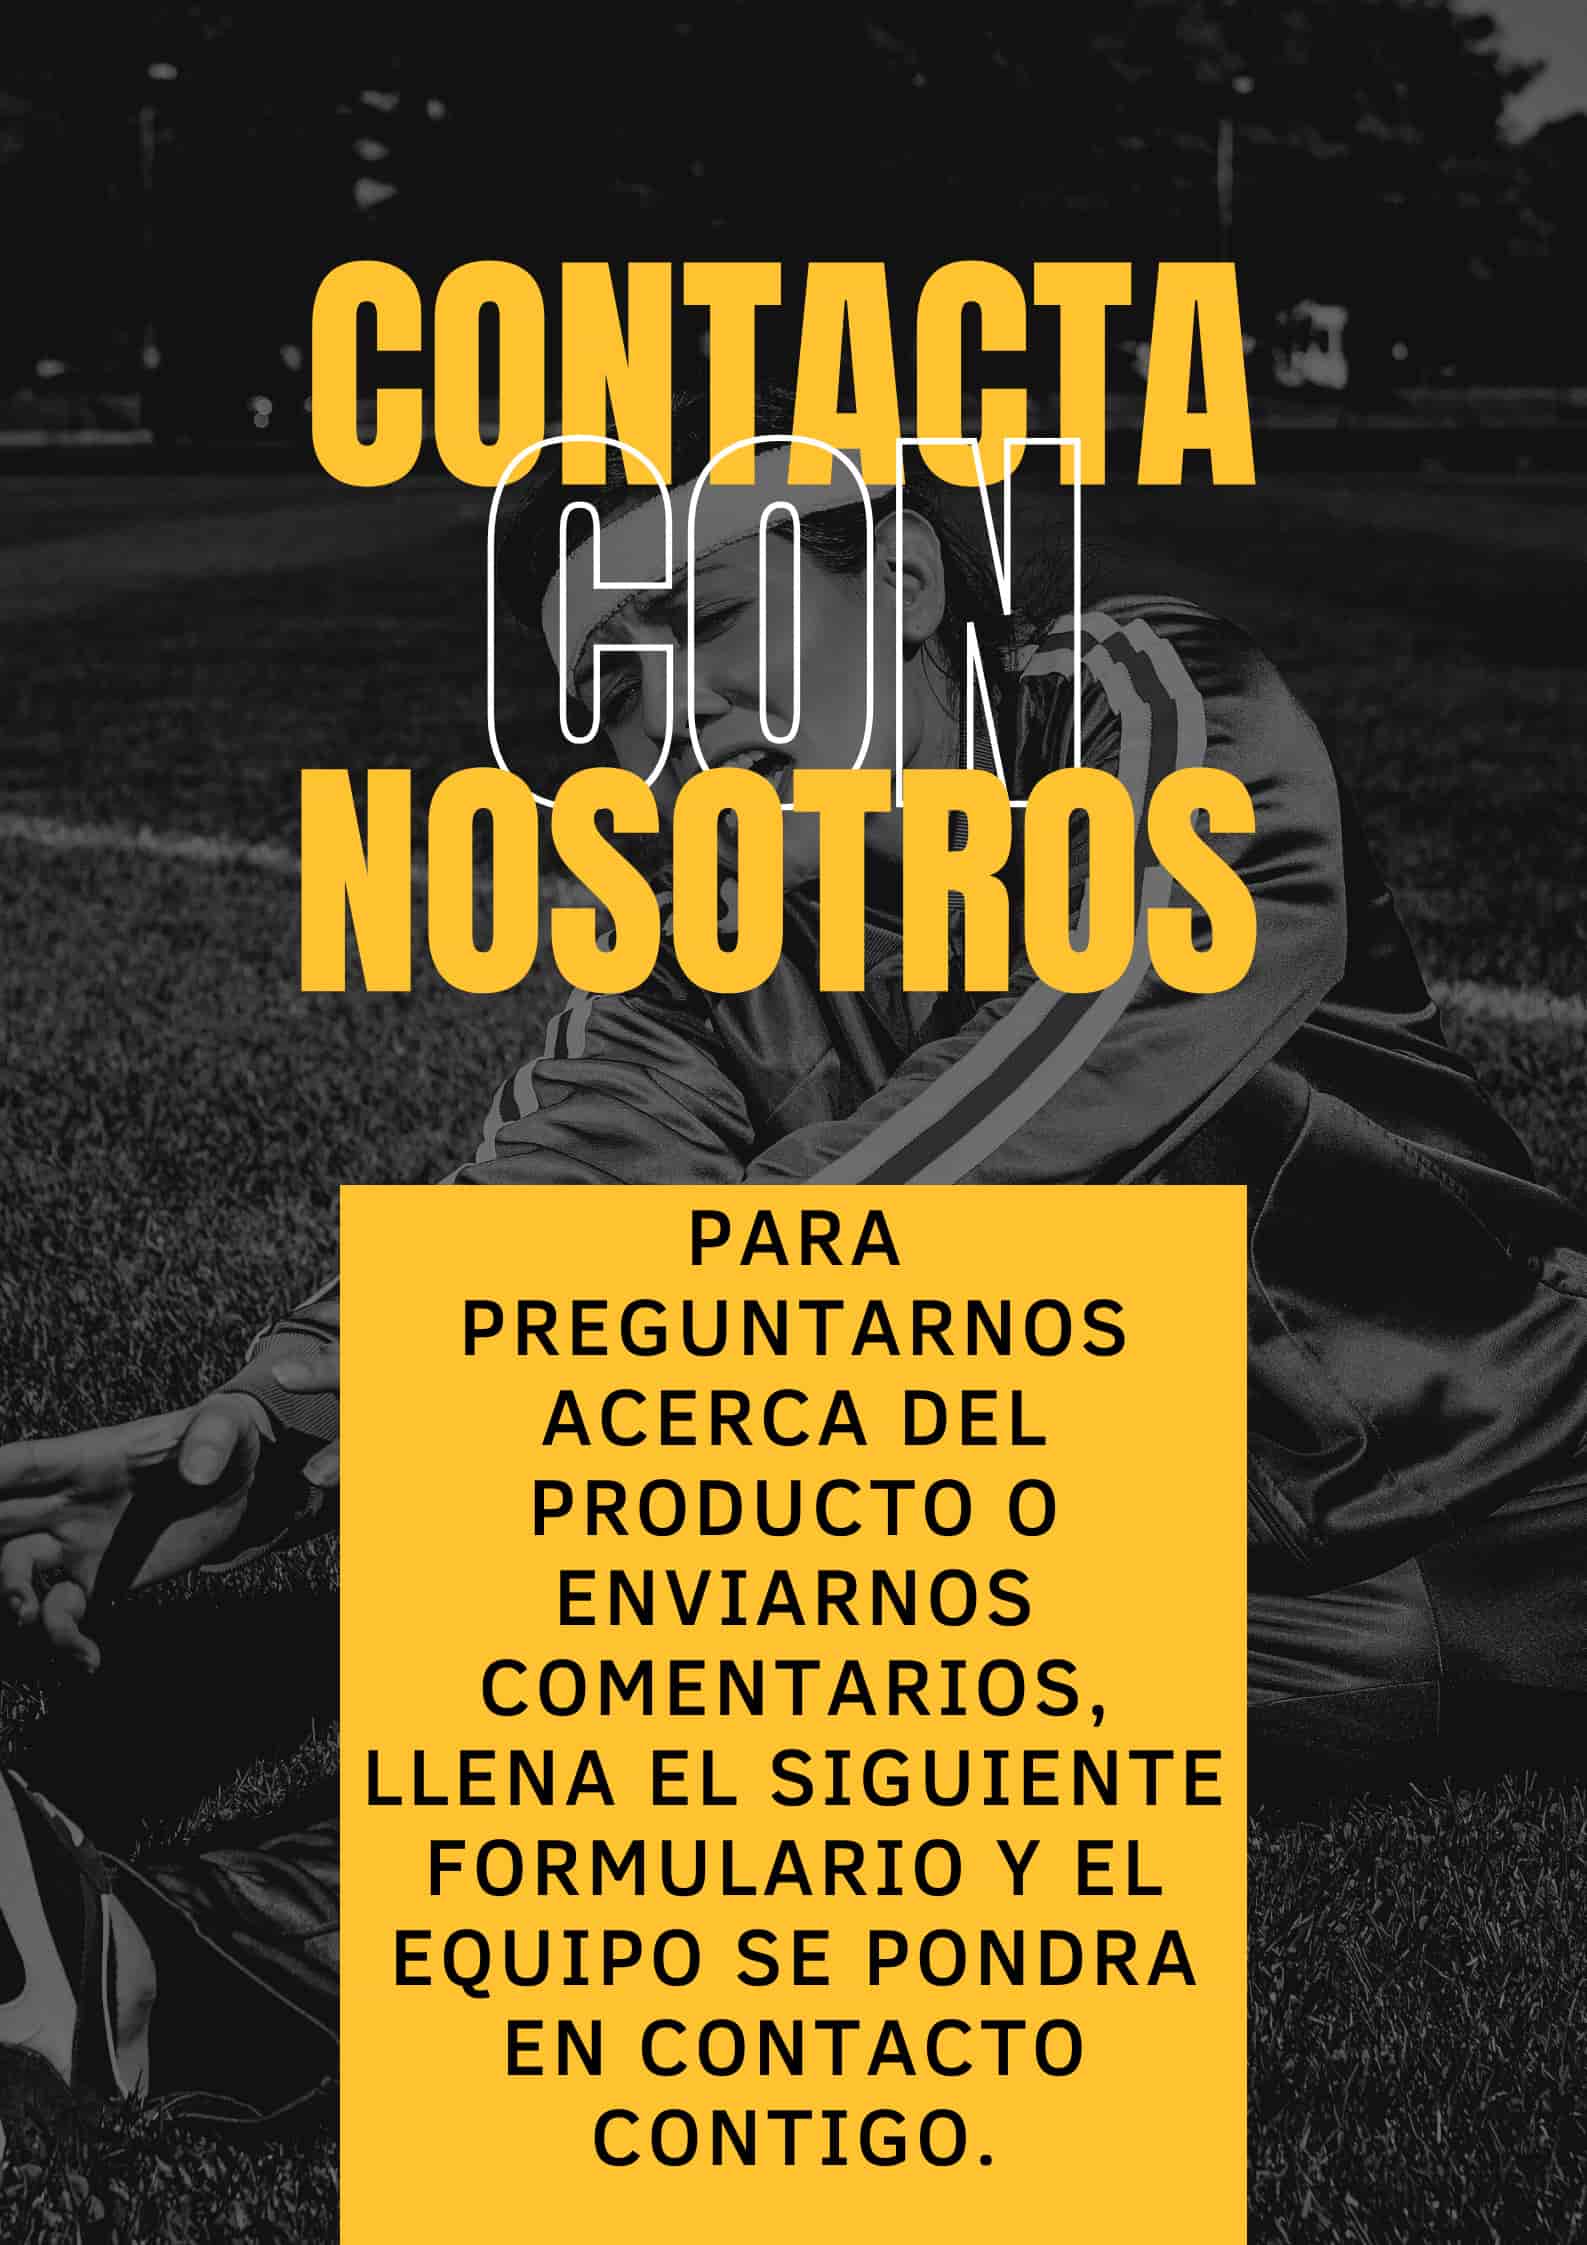 CONTACTA
CON
NOSOTROS
PARA
PREGUNTARNOS
ACERCA DEL
PRODUCTO O
ENVIARNOS
COMENTARIOS,
LLENA EL SIGUIENTE
FORMULARIO Y EL
EQUIPO SE PONDRA
EN CONTACTO
CONTIGO.